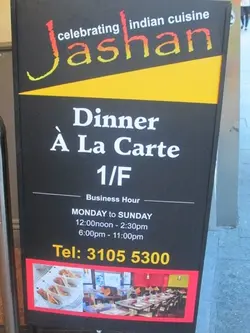 celebrating indian cuisine
Jashan
Dinner
À La Carte
1/F
Business Hour
MONDAY to SUNDAY
12:00noon - 2:30pm
6:00pm - 11:00pm
Tel: 3105 5300